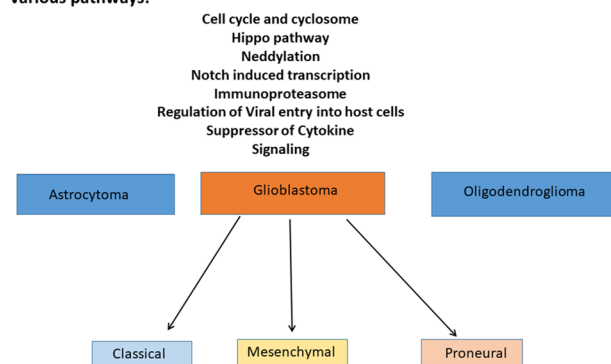 various pathways:
Cell cycle and cyclosome
Hippo pathway
Neddylation
Notch induced transcription
Immunoproteasome
Regulation of Viral entry into host cells
Suppressor of Cytokine
Signaling
Astrocytoma
Glioblastoma
Oligodendroglioma
Classical
Mesenchymal
Proneural